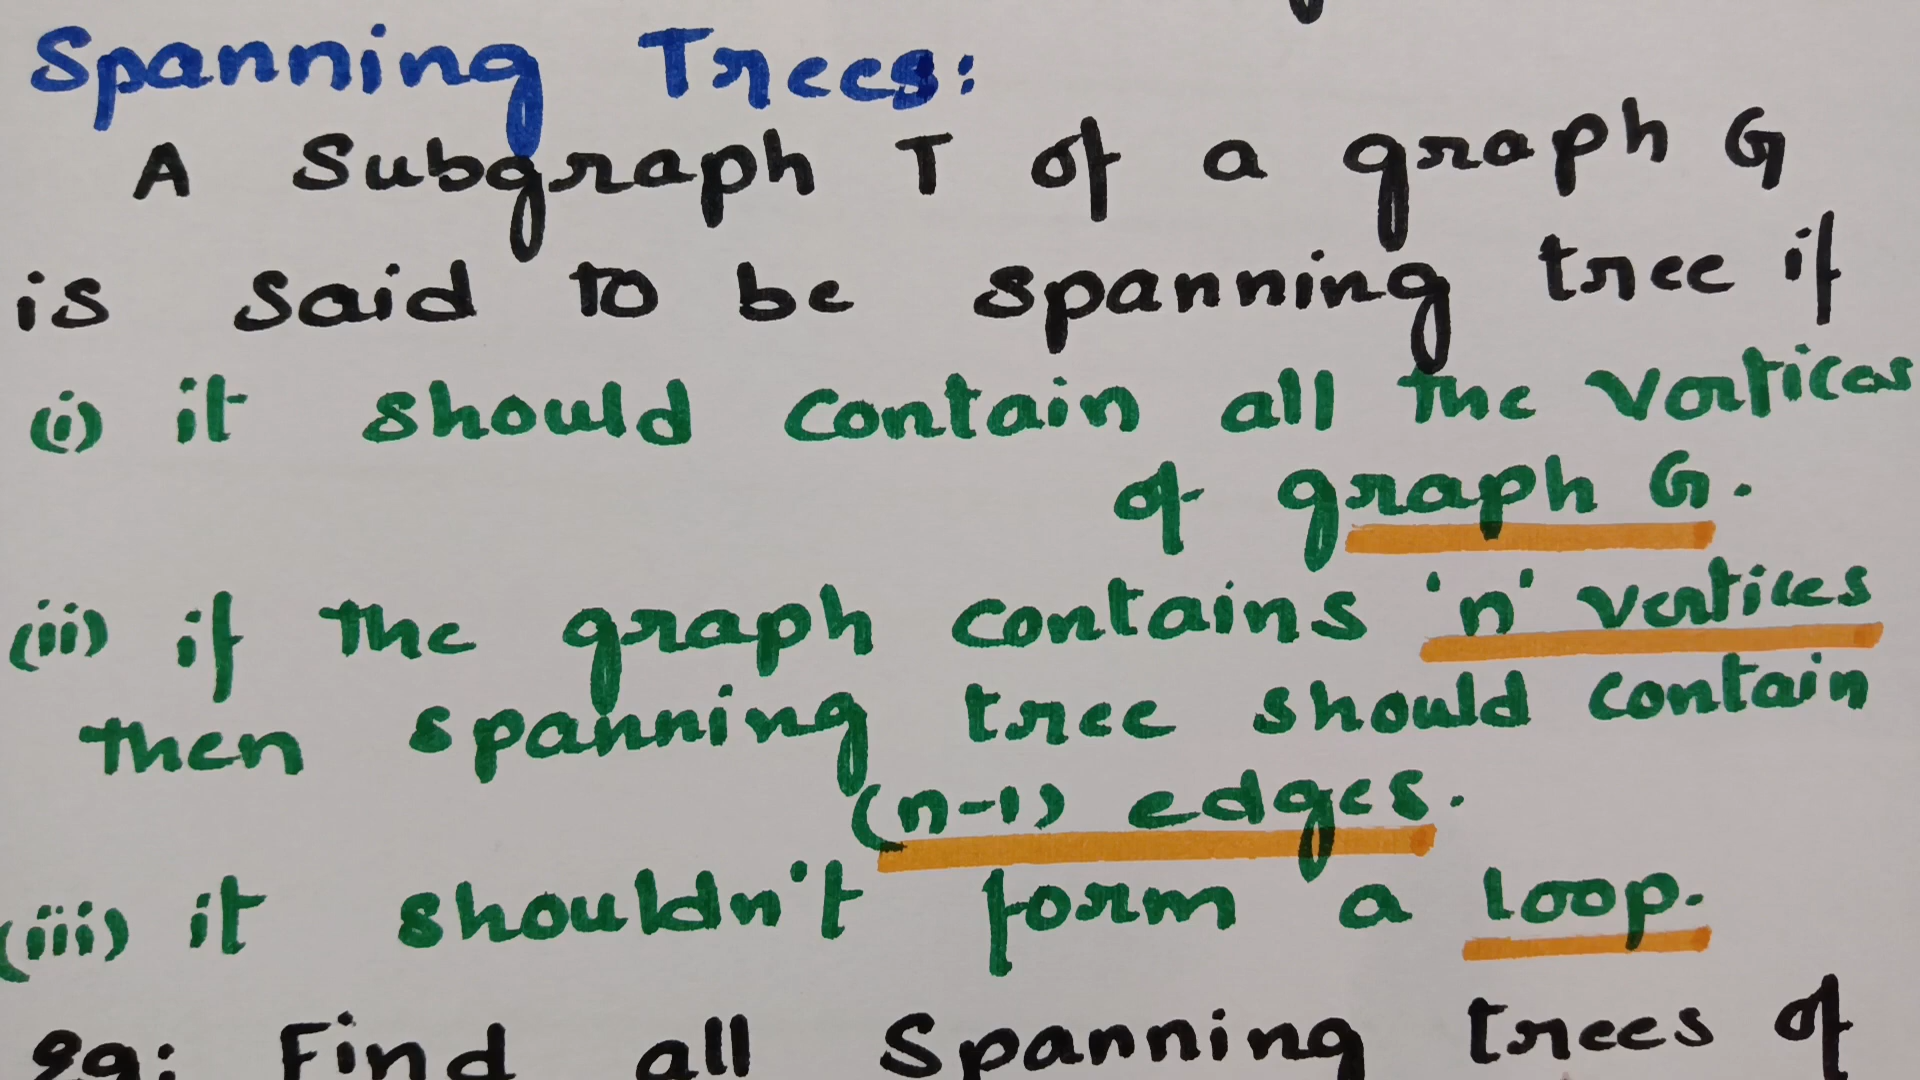 Spanning Trees:
A Subgraph T of a graph G
is said to be spanning tree if
(i) it should contain all the vertices
of graph G.
(ii) if the graph contains 'n' vertices
then spanning tree should contain
(n-1) edges.
(iii) it shouldn't form a loop.
eg: Find all Spanning trees of